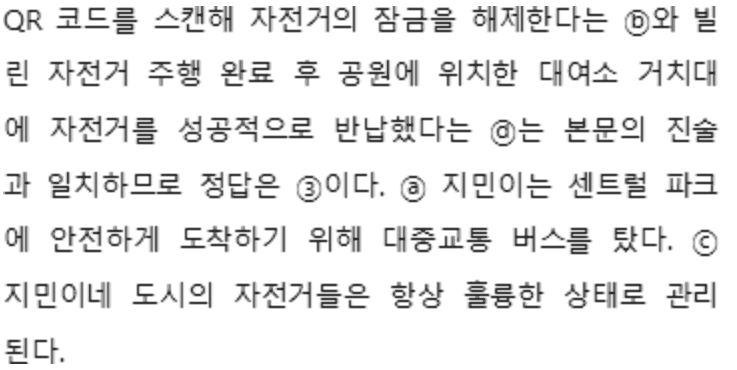 QR 코드를 스캔해 자전거의 잠금을 해제한다는 ⓑ와 빌
린 자전거 주행 완료 후 공원에 위치한 대여소 거치대
에 자전거를 성공적으로 반납했다는 ⓓ는 본문의 진술
과 일치하므로 정답은 ③이다. ⓐ 지민이는 센트럴 파크
에 안전하게 도착하기 위해 대중교통 버스를 탔다. ⓒ
지민이네 도시의 자전거들은 항상 훌륭한 상태로 관리
된다.